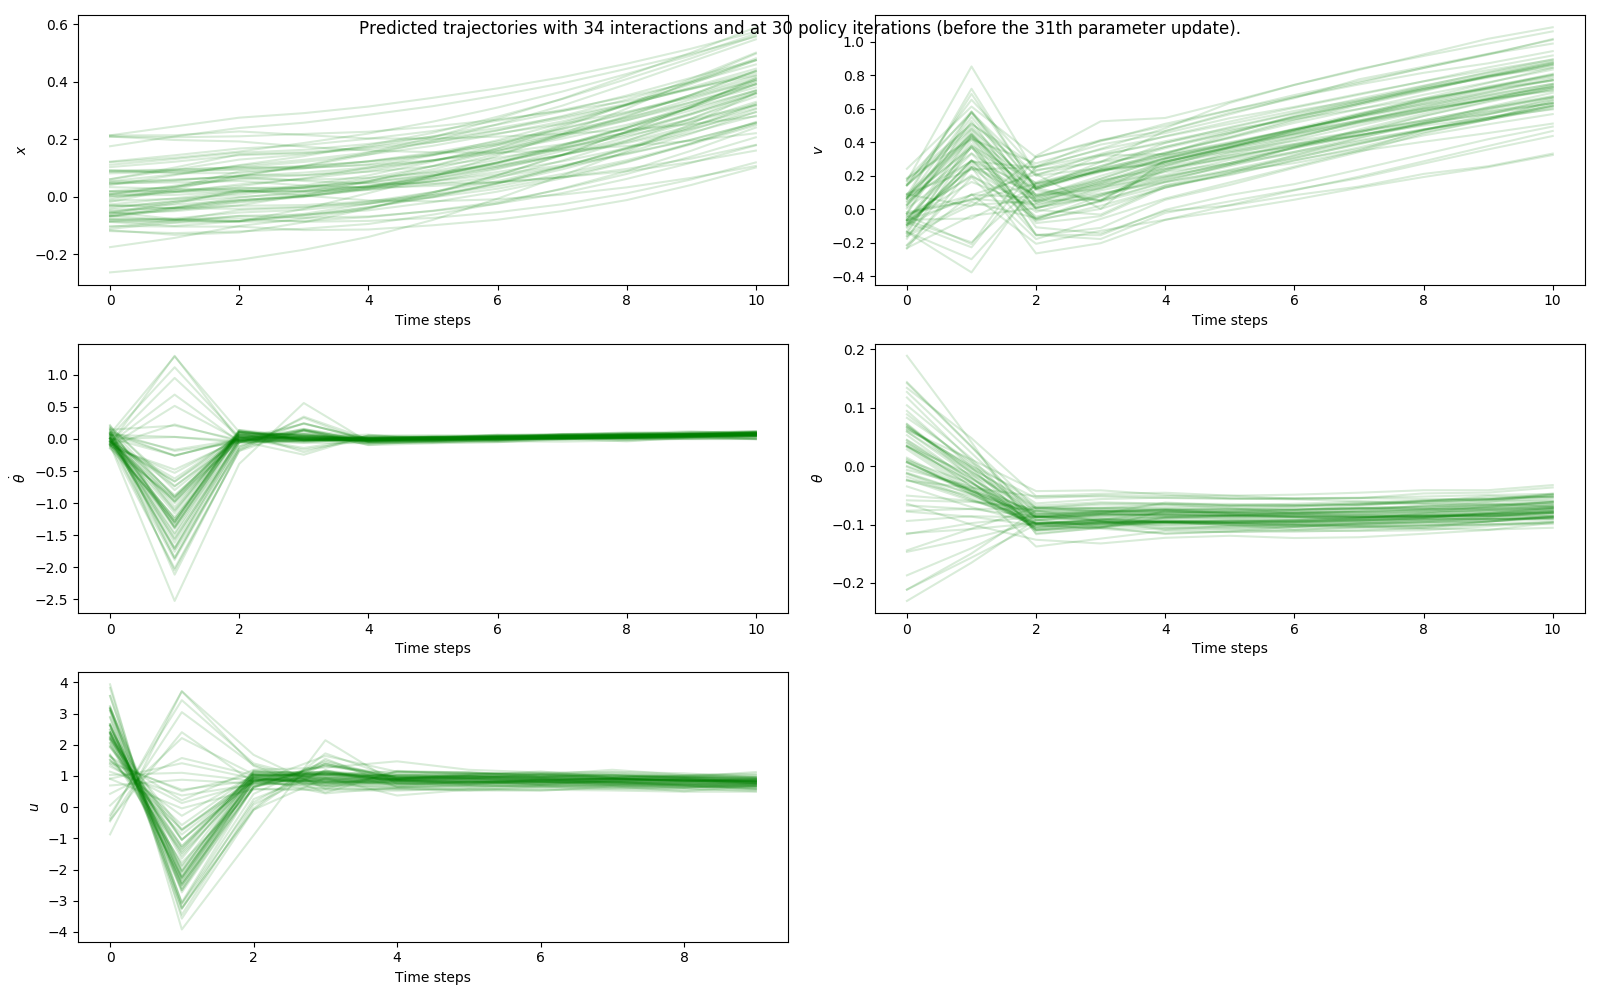 Predicted trajectories with 34 interactions and at 30 policy iterations (before the 31th parameter update).
0.6
0.4
0.2
0.0
−0.2
x
0 2 4 6 8 10
Time steps
1.0
0.8
0.6
0.4
0.2
0.0
−0.2
−0.4
v
0 2 4 6 8 10
Time steps
1.0
0.5
0.0
−0.5
−1.0
−1.5
−2.0
−2.5
θ̇
0 2 4 6 8 10
Time steps
0.2
0.1
0.0
−0.1
−0.2
θ
0 2 4 6 8 10
Time steps
4
3
2
1
0
−1
−2
−3
−4
u
0 2 4 6 8
Time steps